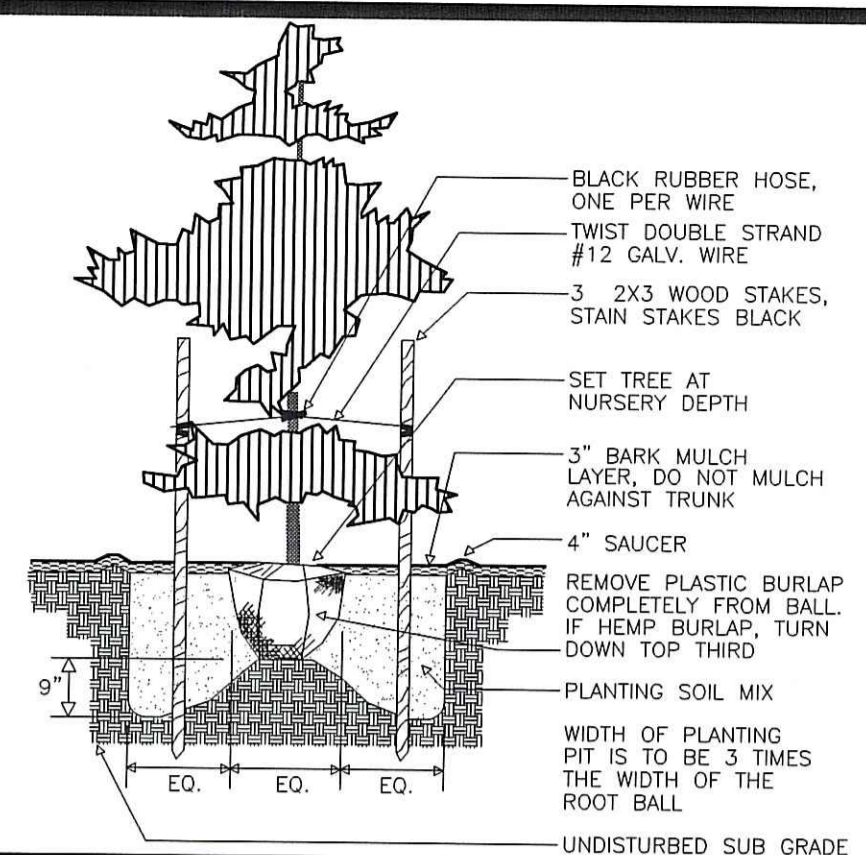 BLACK RUBBER HOSE,
ONE PER WIRE
TWIST DOUBLE STRAND
#12 GALV. WIRE
3 2X3 WOOD STAKES,
STAIN STAKES BLACK
SET TREE AT
NURSERY DEPTH
3" BARK MULCH
LAYER, DO NOT MULCH
AGAINST TRUNK
4" SAUCER
REMOVE PLASTIC BURLAP
COMPLETELY FROM BALL.
IF HEMP BURLAP, TURN
DOWN TOP THIRD
9"
PLANTING SOIL MIX
WIDTH OF PLANTING
PIT IS TO BE 3 TIMES
THE WIDTH OF THE
ROOT BALL
EQ. EQ. EQ.
UNDISTURBED SUB GRADE